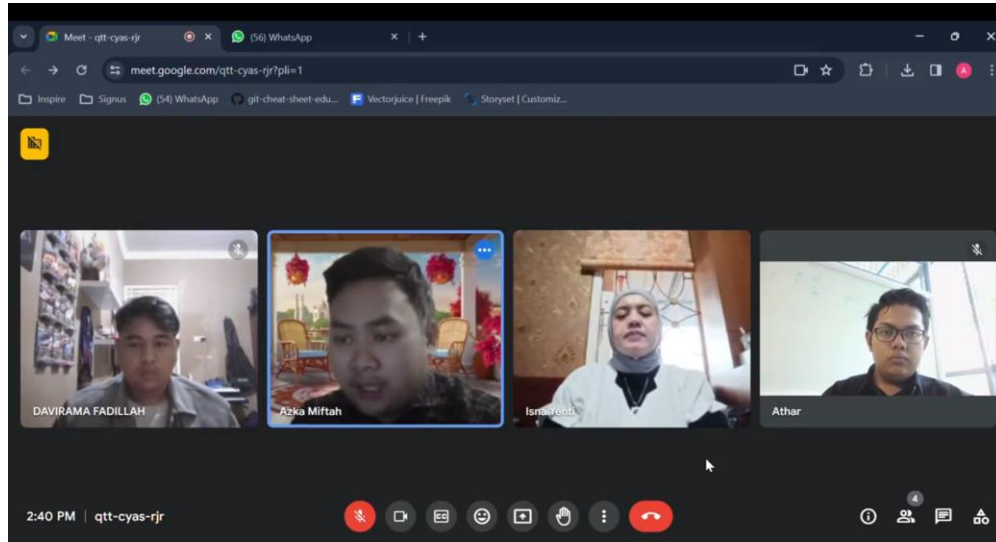 Meet - qtt-cyas-rjr
(56) WhatsApp
meet.google.com/qtt-cyas-rjr?pli=1
A
Inspire
Signus
(54) WhatsApp
git-cheat-sheet-edu...
Vectorjuice | Freepik
Storyset | Customiz...
DAVIRAMA FADILLAH
Azka Miftah
Isna Yenti
Athar
2:40 PM | qtt-cyas-rjr
CC
4